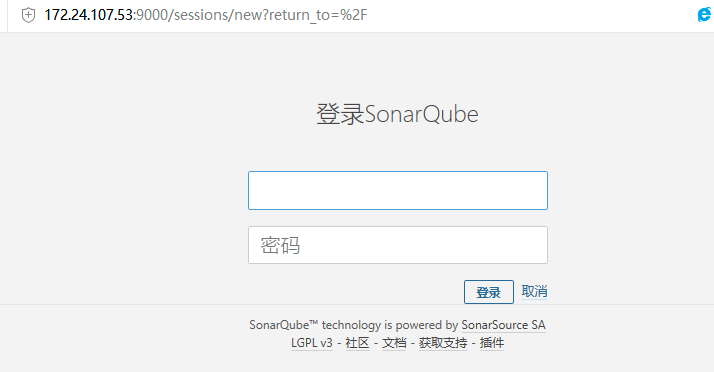 172.24.107.53:9000/sessions/new?return_to=%2F
登录SonarQube
密码
登录 取消
SonarQube™ technology is powered by SonarSource SA
LGPL v3 - 社区 - 文档 - 获取支持 - 插件